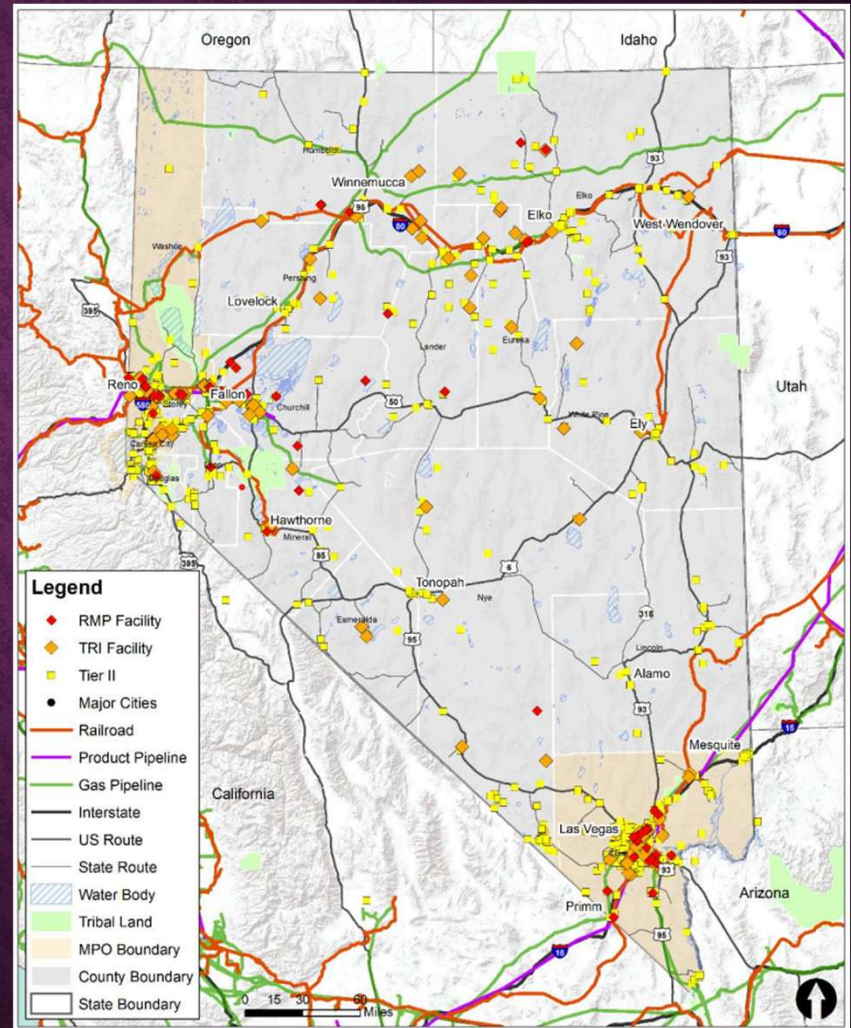 Oregon
Idaho
Humboldt
93
Winnemucca
95
Elko
Elko
80
West Wendover
80
93
Washoe
Pershing
395
Lovelock
Lander
Eureka
Utah
Reno
Fallon
580
Storey
Churchill
50
White Pine
Ely
Carson City
Douglas
Hawthorne
Mineral
95
395
6
Tonopah
Nye
95
318
Esmeralda
Lincoln
Alamo
93
Mesquite
15
California
Las Vegas
93
Arizona
Primm
95
15
Legend
RMP Facility
TRI Facility
Tier II
Major Cities
Railroad
Product Pipeline
Gas Pipeline
Interstate
US Route
State Route
Water Body
Tribal Land
MPO Boundary
County Boundary
State Boundary
0 15 30 60
Miles